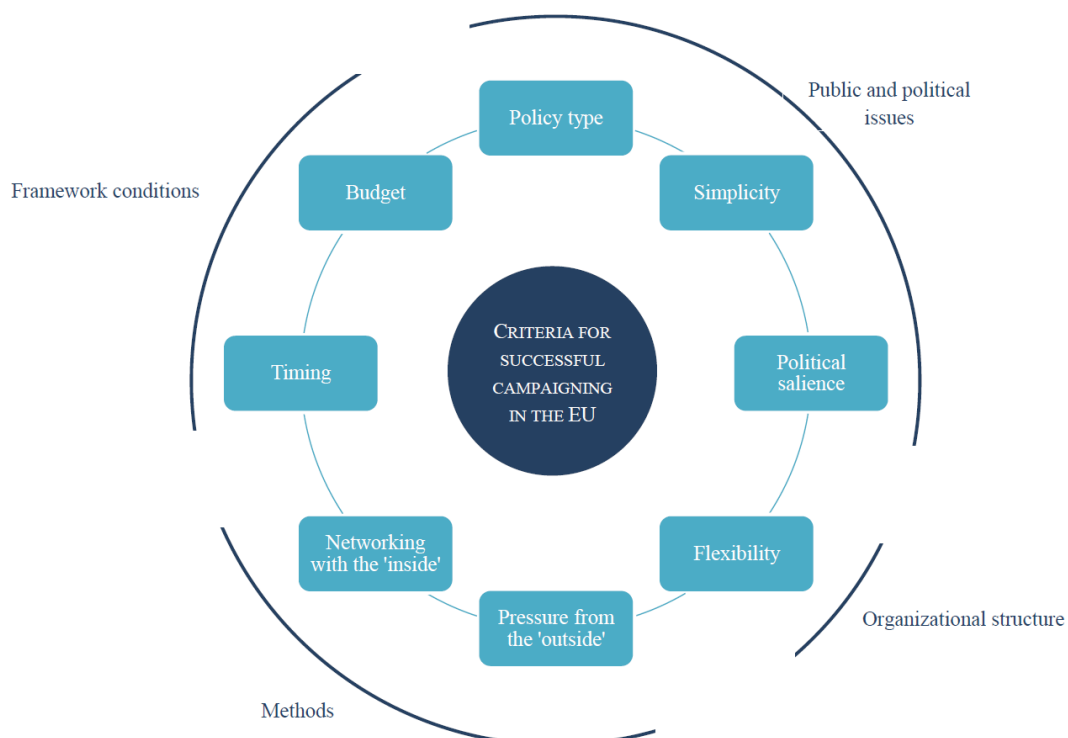 Public and political
issues
Policy type
Budget
Simplicity
Framework conditions
CRITERIA FOR
SUCCESSFUL
CAMPAIGNING
IN THE EU
Timing
Political
salience
Networking
with the 'inside'
Flexibility
Pressure from
the 'outside'
Organizational structure
Methods